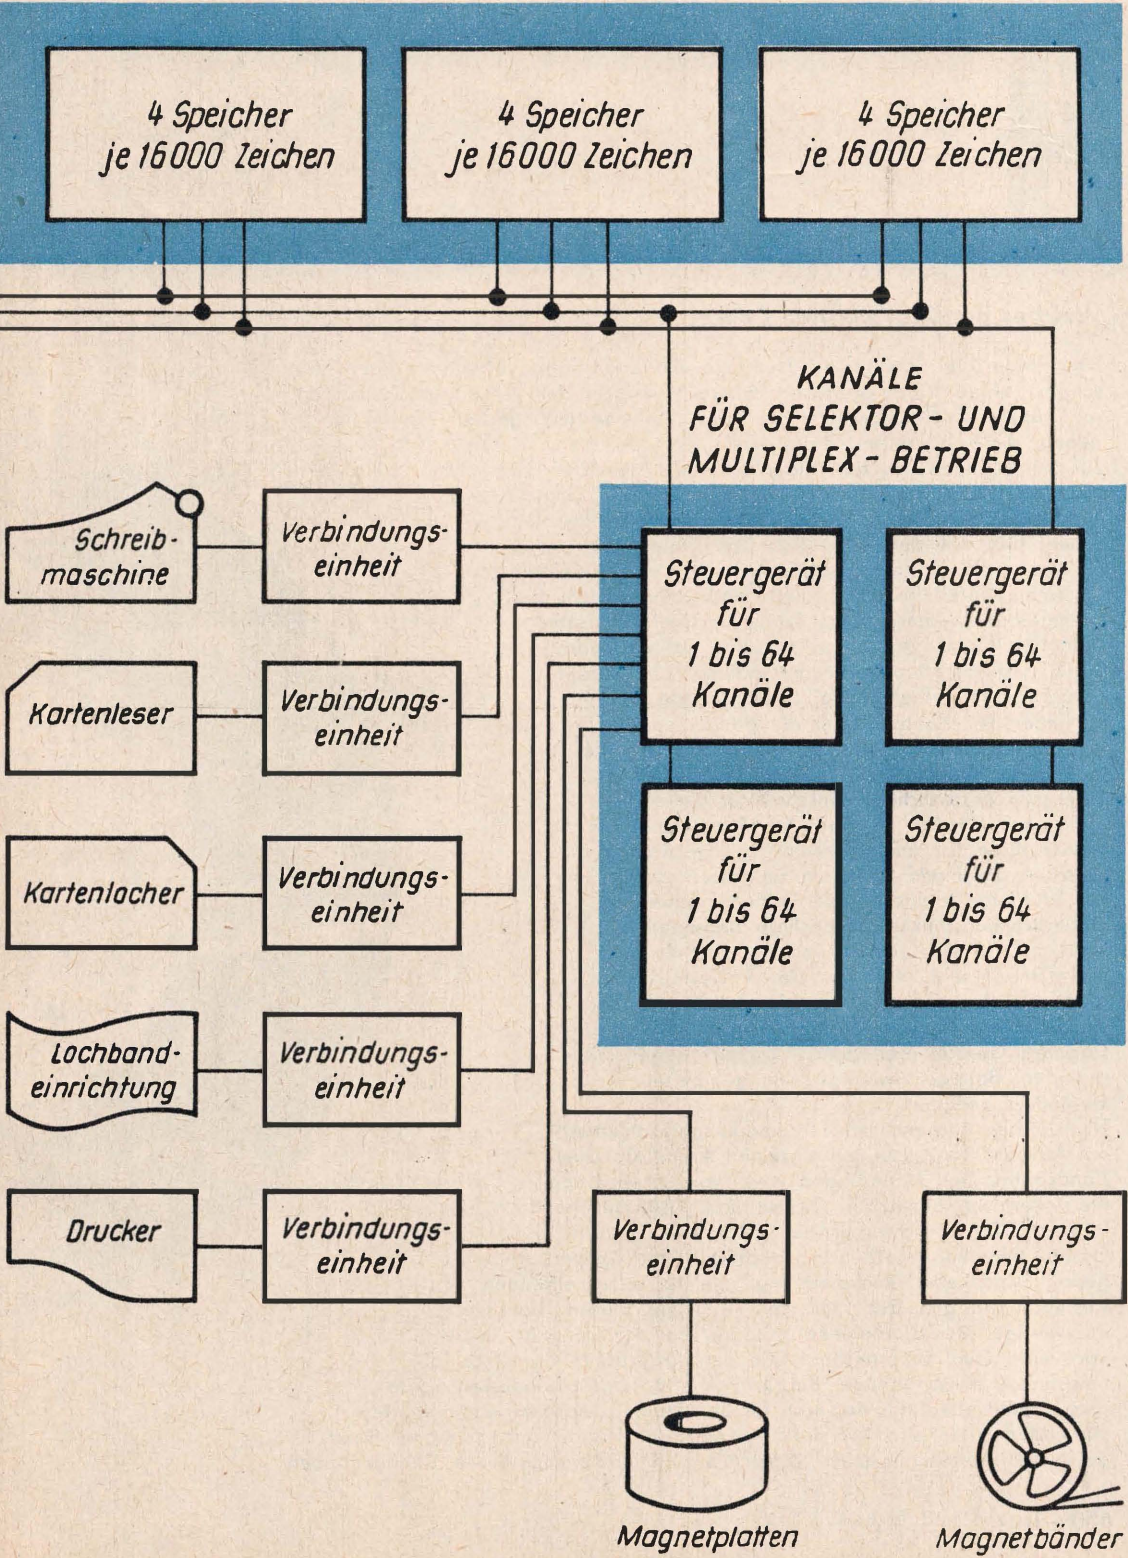 4 Speicher
je 16000 Zeichen
4 Speicher
je 16000 Zeichen
4 Speicher
je 16000 Zeichen
KANÄLE
FÜR SELEKTOR- UND
MULTIPLEX-BETRIEB
Schreib-
maschine
Verbindungs-
einheit
Steuergerät
für
1 bis 64
Kanäle
Steuergerät
für
1 bis 64
Kanäle
Kartenleser
Verbindungs-
einheit
Kartenlocher
Verbindungs-
einheit
Steuergerät
für
1 bis 64
Kanäle
Steuergerät
für
1 bis 64
Kanäle
Lochband-
einrichtung
Verbindungs-
einheit
Drucker
Verbindungs-
einheit
Verbindungs-
einheit
Verbindungs-
einheit
Magnetplatten
Magnetbänder